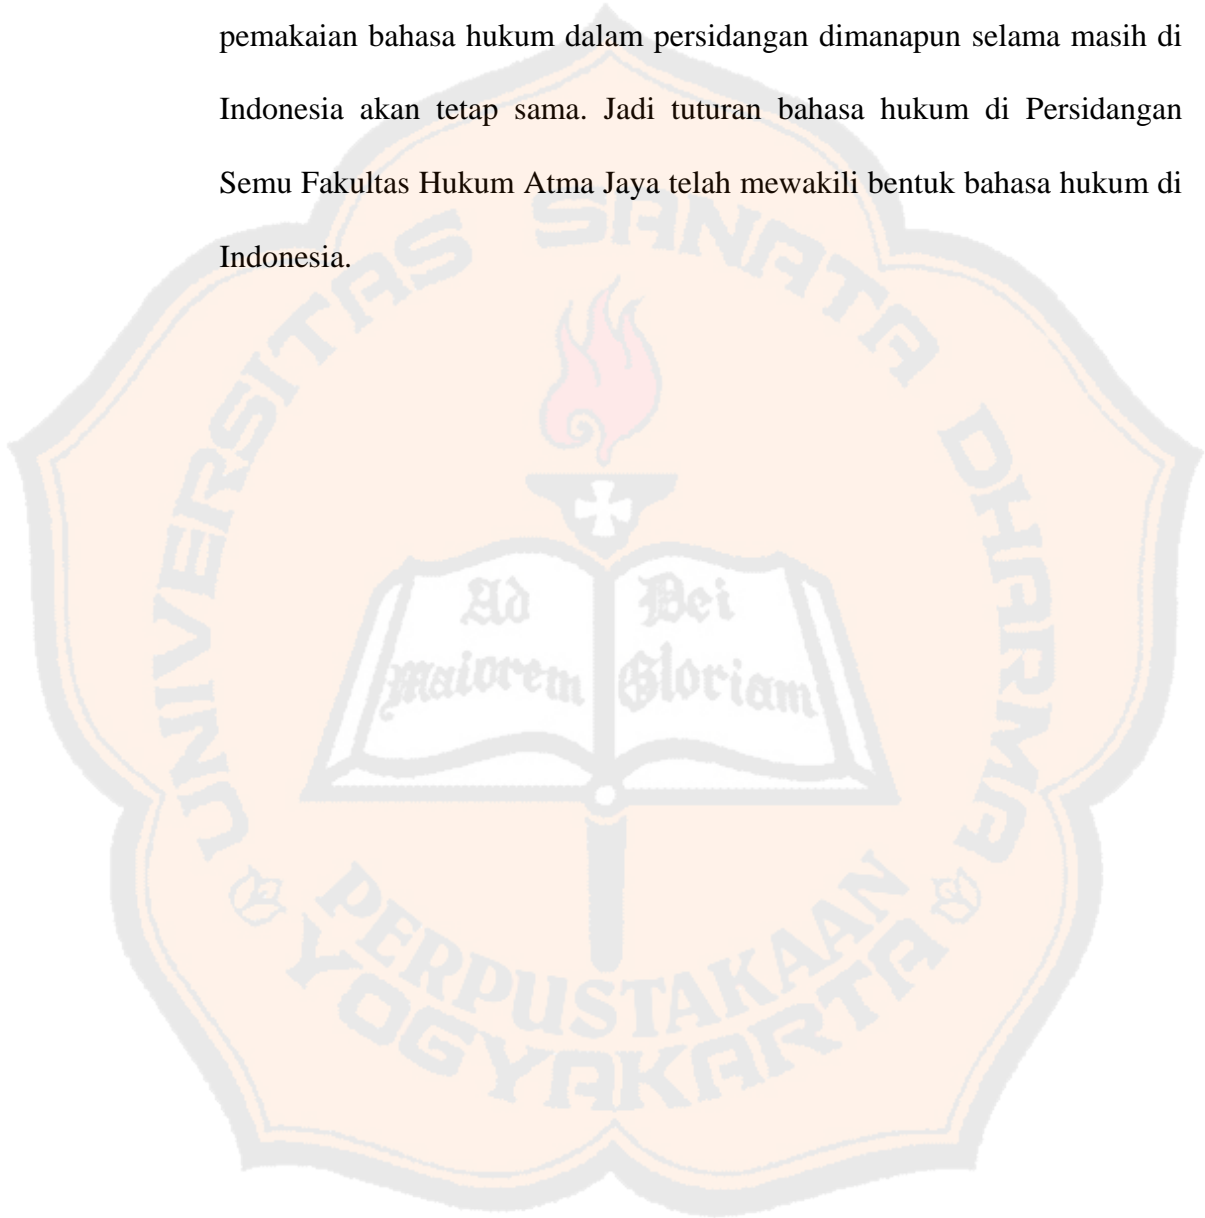 pemakaian bahasa hukum dalam persidangan dimanapun selama masih di
Indonesia akan tetap sama. Jadi tuturan bahasa hukum di Persidangan
Semu Fakultas Hukum Atma Jaya telah mewakili bentuk bahasa hukum di
Indonesia.
UNIVERSITAS SANATA DHARMA
Ad
maiorem
Dei
Gloriam
PERPUSTAKAAN
YOGYAKARTA